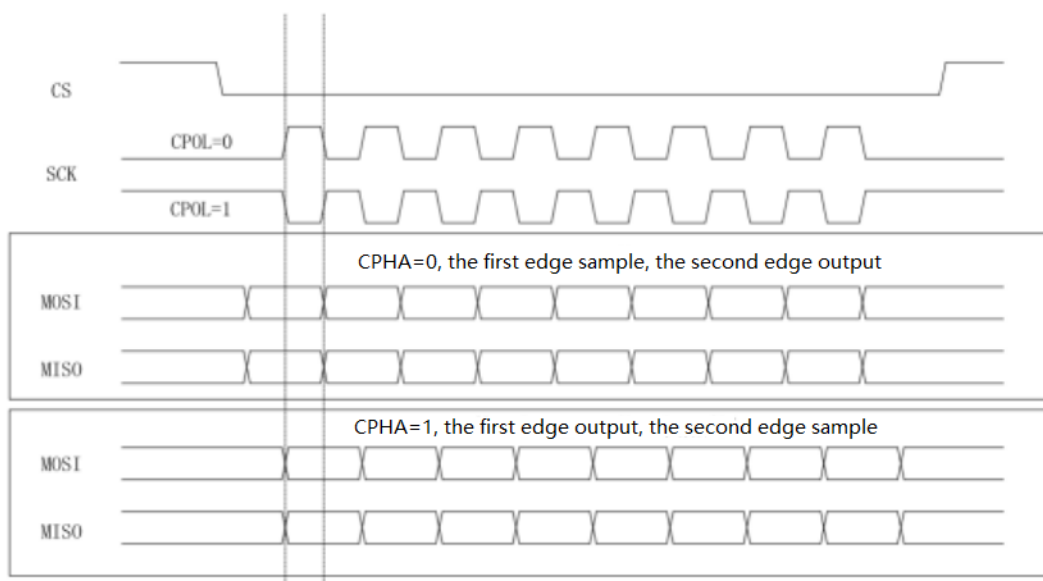 CS
CPOL=0
SCK
CPOL=1
CPHA=0, the first edge sample, the second edge output
MOSI
MISO
CPHA=1, the first edge output, the second edge sample
MOSI
MISO